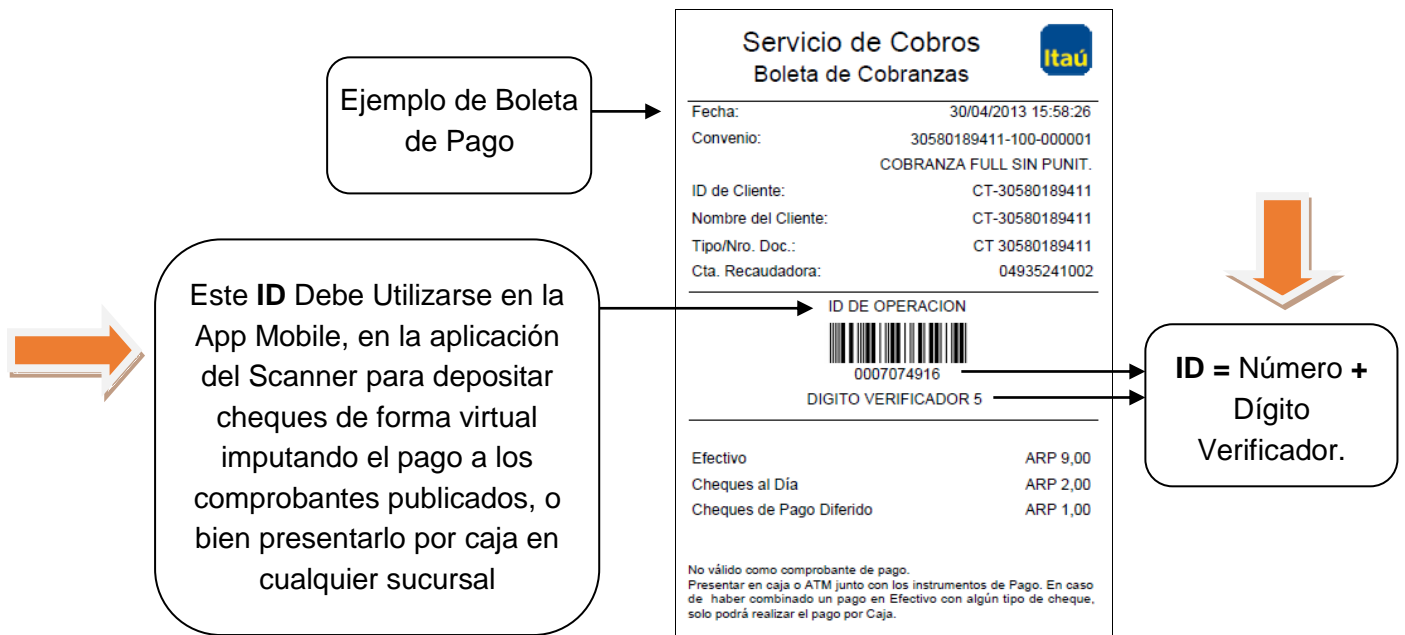 Ejemplo de Boleta
de Pago
Este ID Debe Utilizarse en la
App Mobile, en la aplicación
del Scanner para depositar
cheques de forma virtual
imputando el pago a los
comprobantes publicados, o
bien presentarlo por caja en
cualquier sucursal
Servicio de Cobros
Boleta de Cobranzas
Itaú
Fecha: 30/04/2013 15:58:26
Convenio: 30580189411-100-000001
COBRANZA FULL SIN PUNIT.
ID de Cliente: CT-30580189411
Nombre del Cliente: CT-30580189411
Tipo/Nro. Doc.: CT 30580189411
Cta. Recaudadora: 04935241002
ID DE OPERACION
0007074916
DIGITO VERIFICADOR 5
Efectivo ARP 9,00
Cheques al Día ARP 2,00
Cheques de Pago Diferido ARP 1,00
No válido como comprobante de pago.
Presentar en caja o ATM junto con los instrumentos de Pago. En caso
de haber combinado un pago en Efectivo con algún tipo de cheque,
solo podrá realizar el pago por Caja.
ID = Número +
Dígito
Verificador.